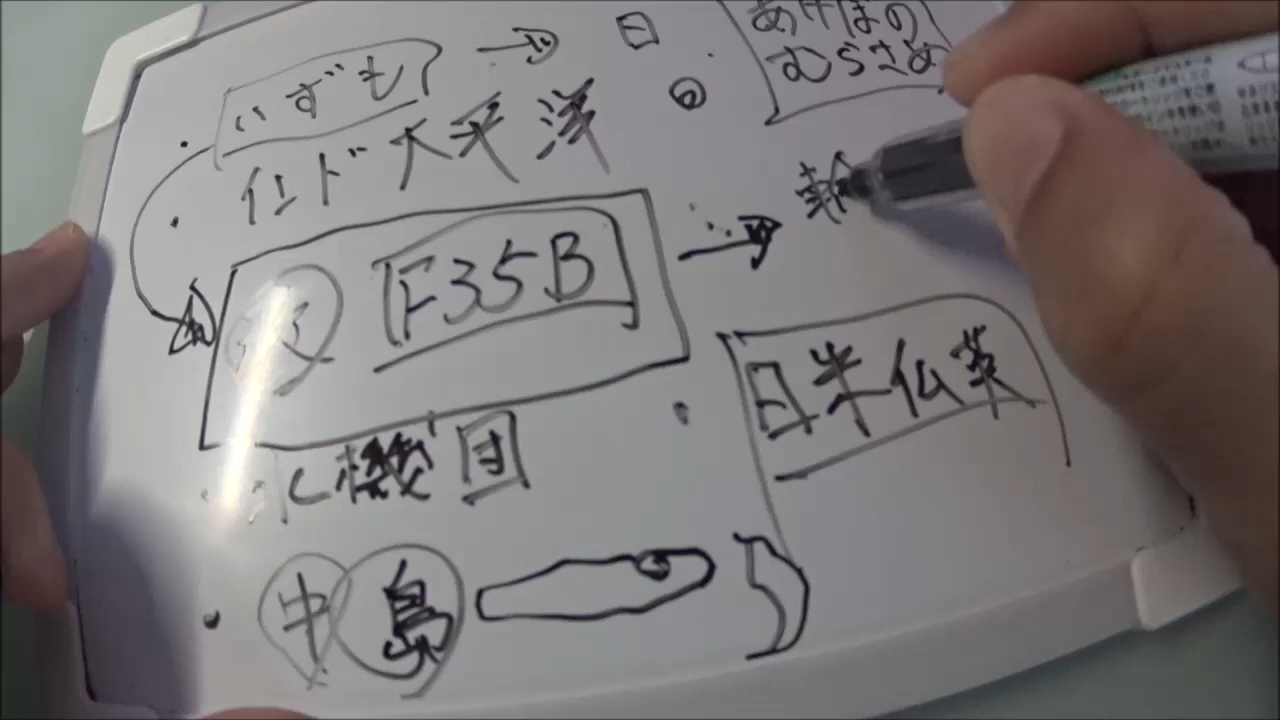 いずも → 日
あけぼの
むらさめ
インド太平洋
F35B →
日米仏英
機団
中島